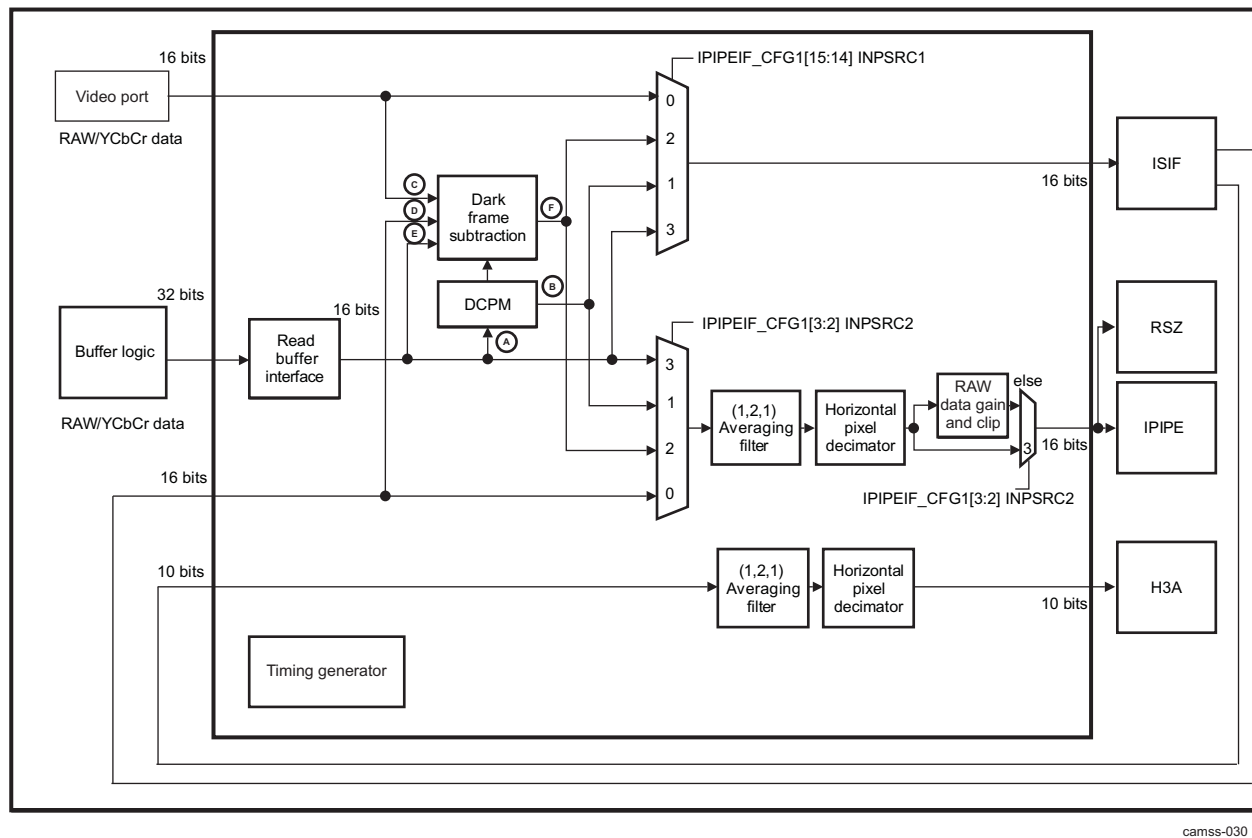 16 bits
IPIPEIF_CFG1[15:14] INPSRC1
Video port
RAW/YCbCr data
0
2
1
3
16 bits
ISIF
C
D
E
Dark
frame
subtraction
F
DCPM
B
A
32 bits
16 bits
Buffer logic
RAW/YCbCr data
Read
buffer
interface
IPIPEIF_CFG1[3:2] INPSRC2
3
1
2
0
(1,2,1)
Averaging
filter
Horizontal
pixel
decimator
RAW
data gain
and clip
else
3
16 bits
IPIPEIF_CFG1[3:2] INPSRC2
RSZ
IPIPE
16 bits
10 bits
(1,2,1)
Averaging
filter
Horizontal
pixel
decimator
10 bits
H3A
Timing generator
camss-030